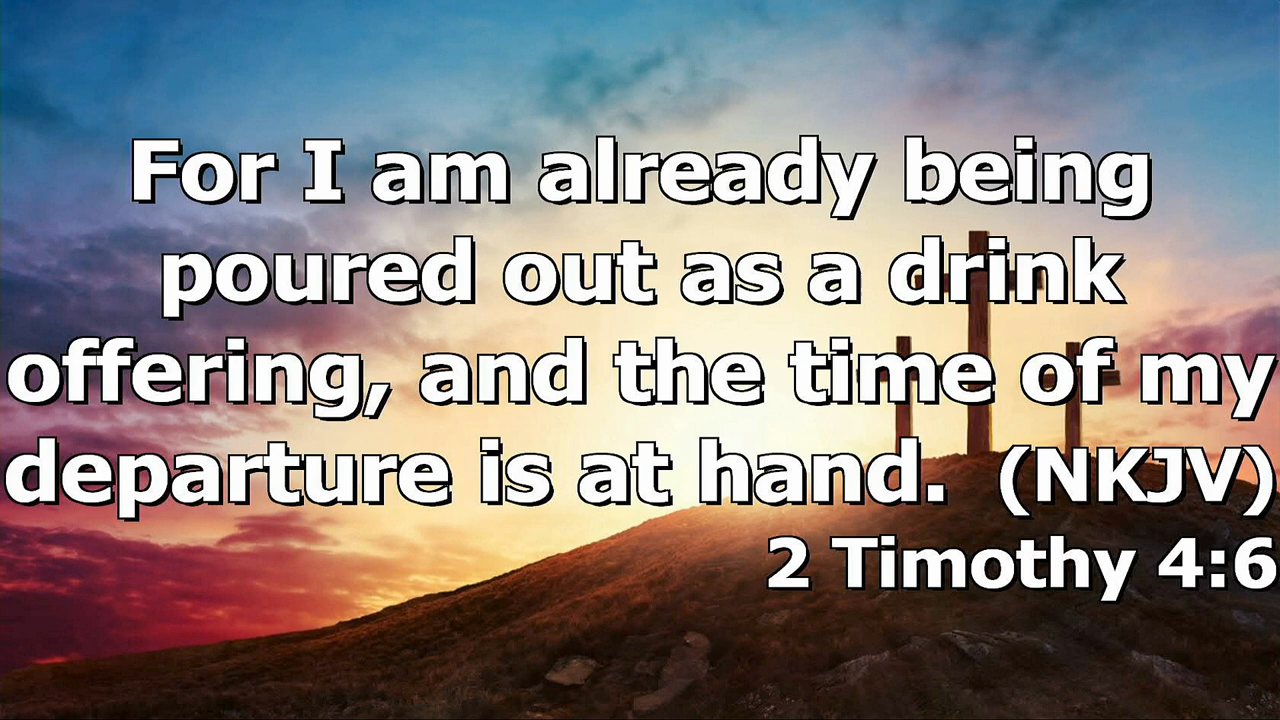 For I am already being
poured out as a drink
offering, and the time of my
departure is at hand. (NKJV)
2 Timothy 4:6